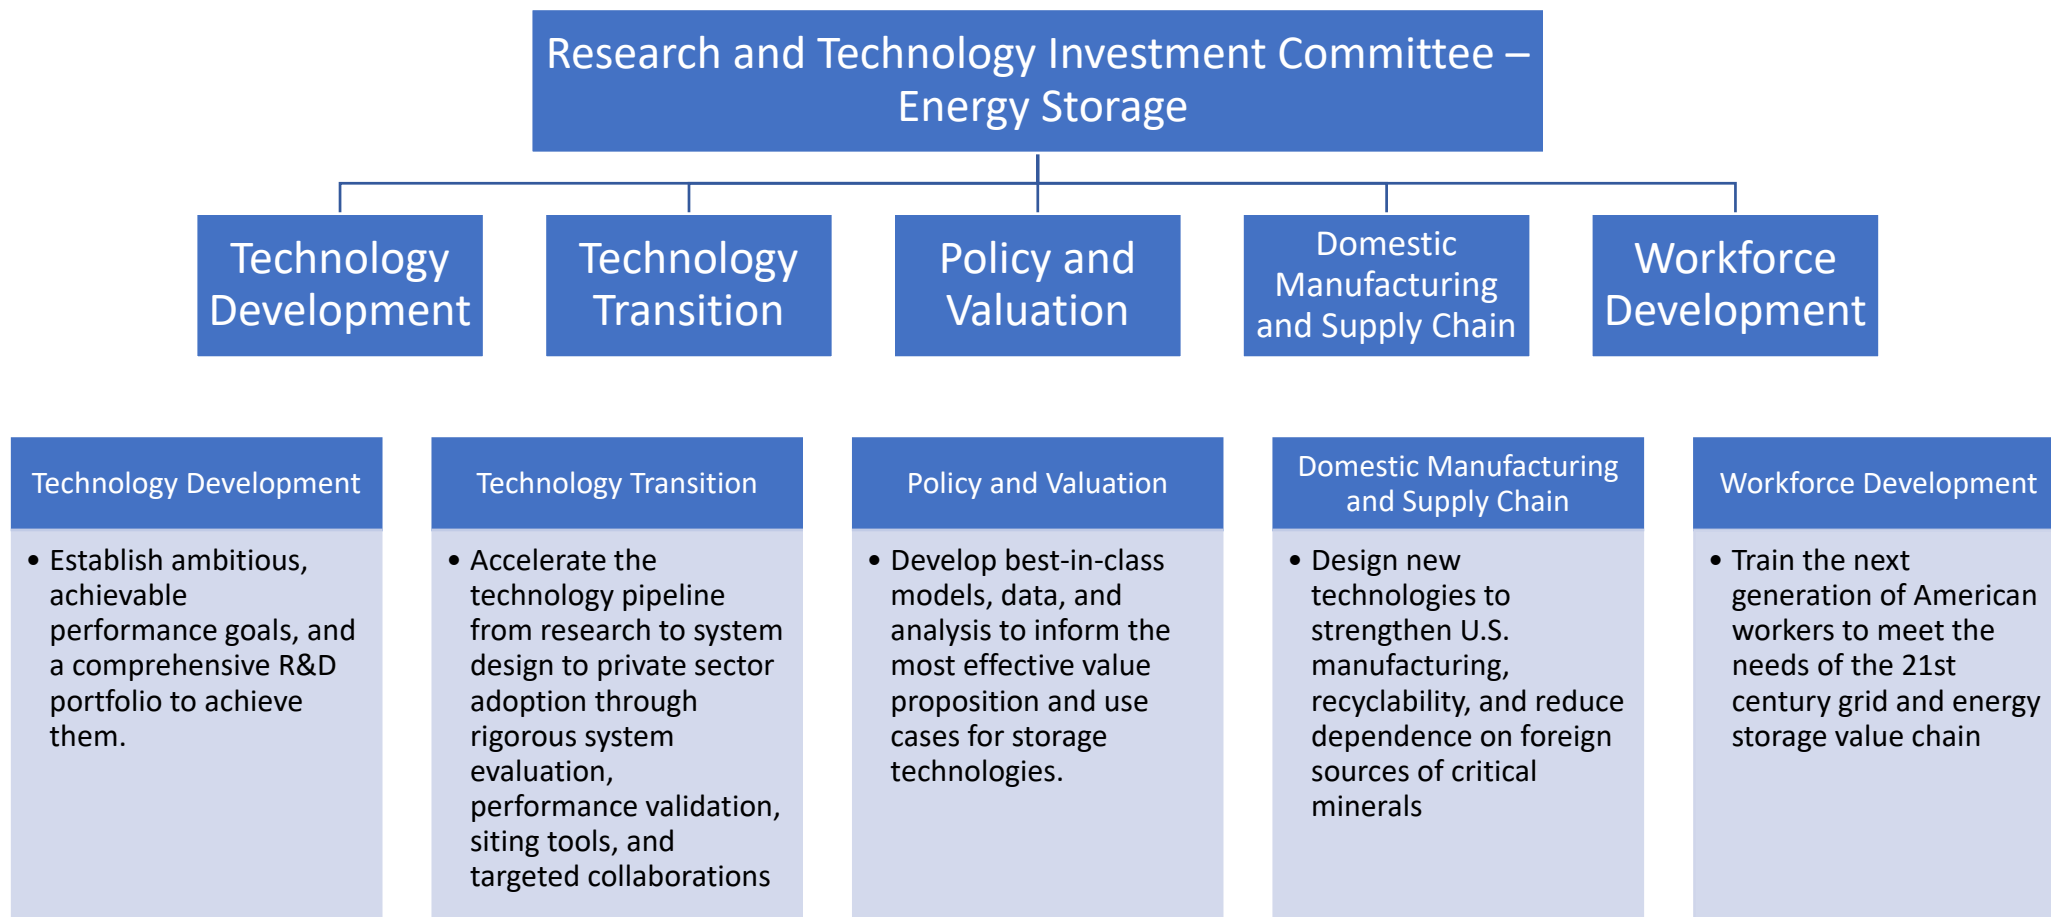 Research and Technology Investment Committee –
Energy Storage
Technology
Development
Technology
Transition
Policy and
Valuation
Domestic
Manufacturing
and Supply Chain
Workforce
Development
Technology Development
• Establish ambitious,
achievable
performance goals, and
a comprehensive R&D
portfolio to achieve
them.
Technology Transition
• Accelerate the
technology pipeline
from research to system
design to private sector
adoption through
rigorous system
evaluation,
performance validation,
siting tools, and
targeted collaborations
Policy and Valuation
• Develop best-in-class
models, data, and
analysis to inform the
most effective value
proposition and use
cases for storage
technologies.
Domestic Manufacturing
and Supply Chain
• Design new
technologies to
strengthen U.S.
manufacturing,
recyclability, and reduce
dependence on foreign
sources of critical
minerals
Workforce Development
• Train the next
generation of American
workers to meet the
needs of the 21st
century grid and energy
storage value chain